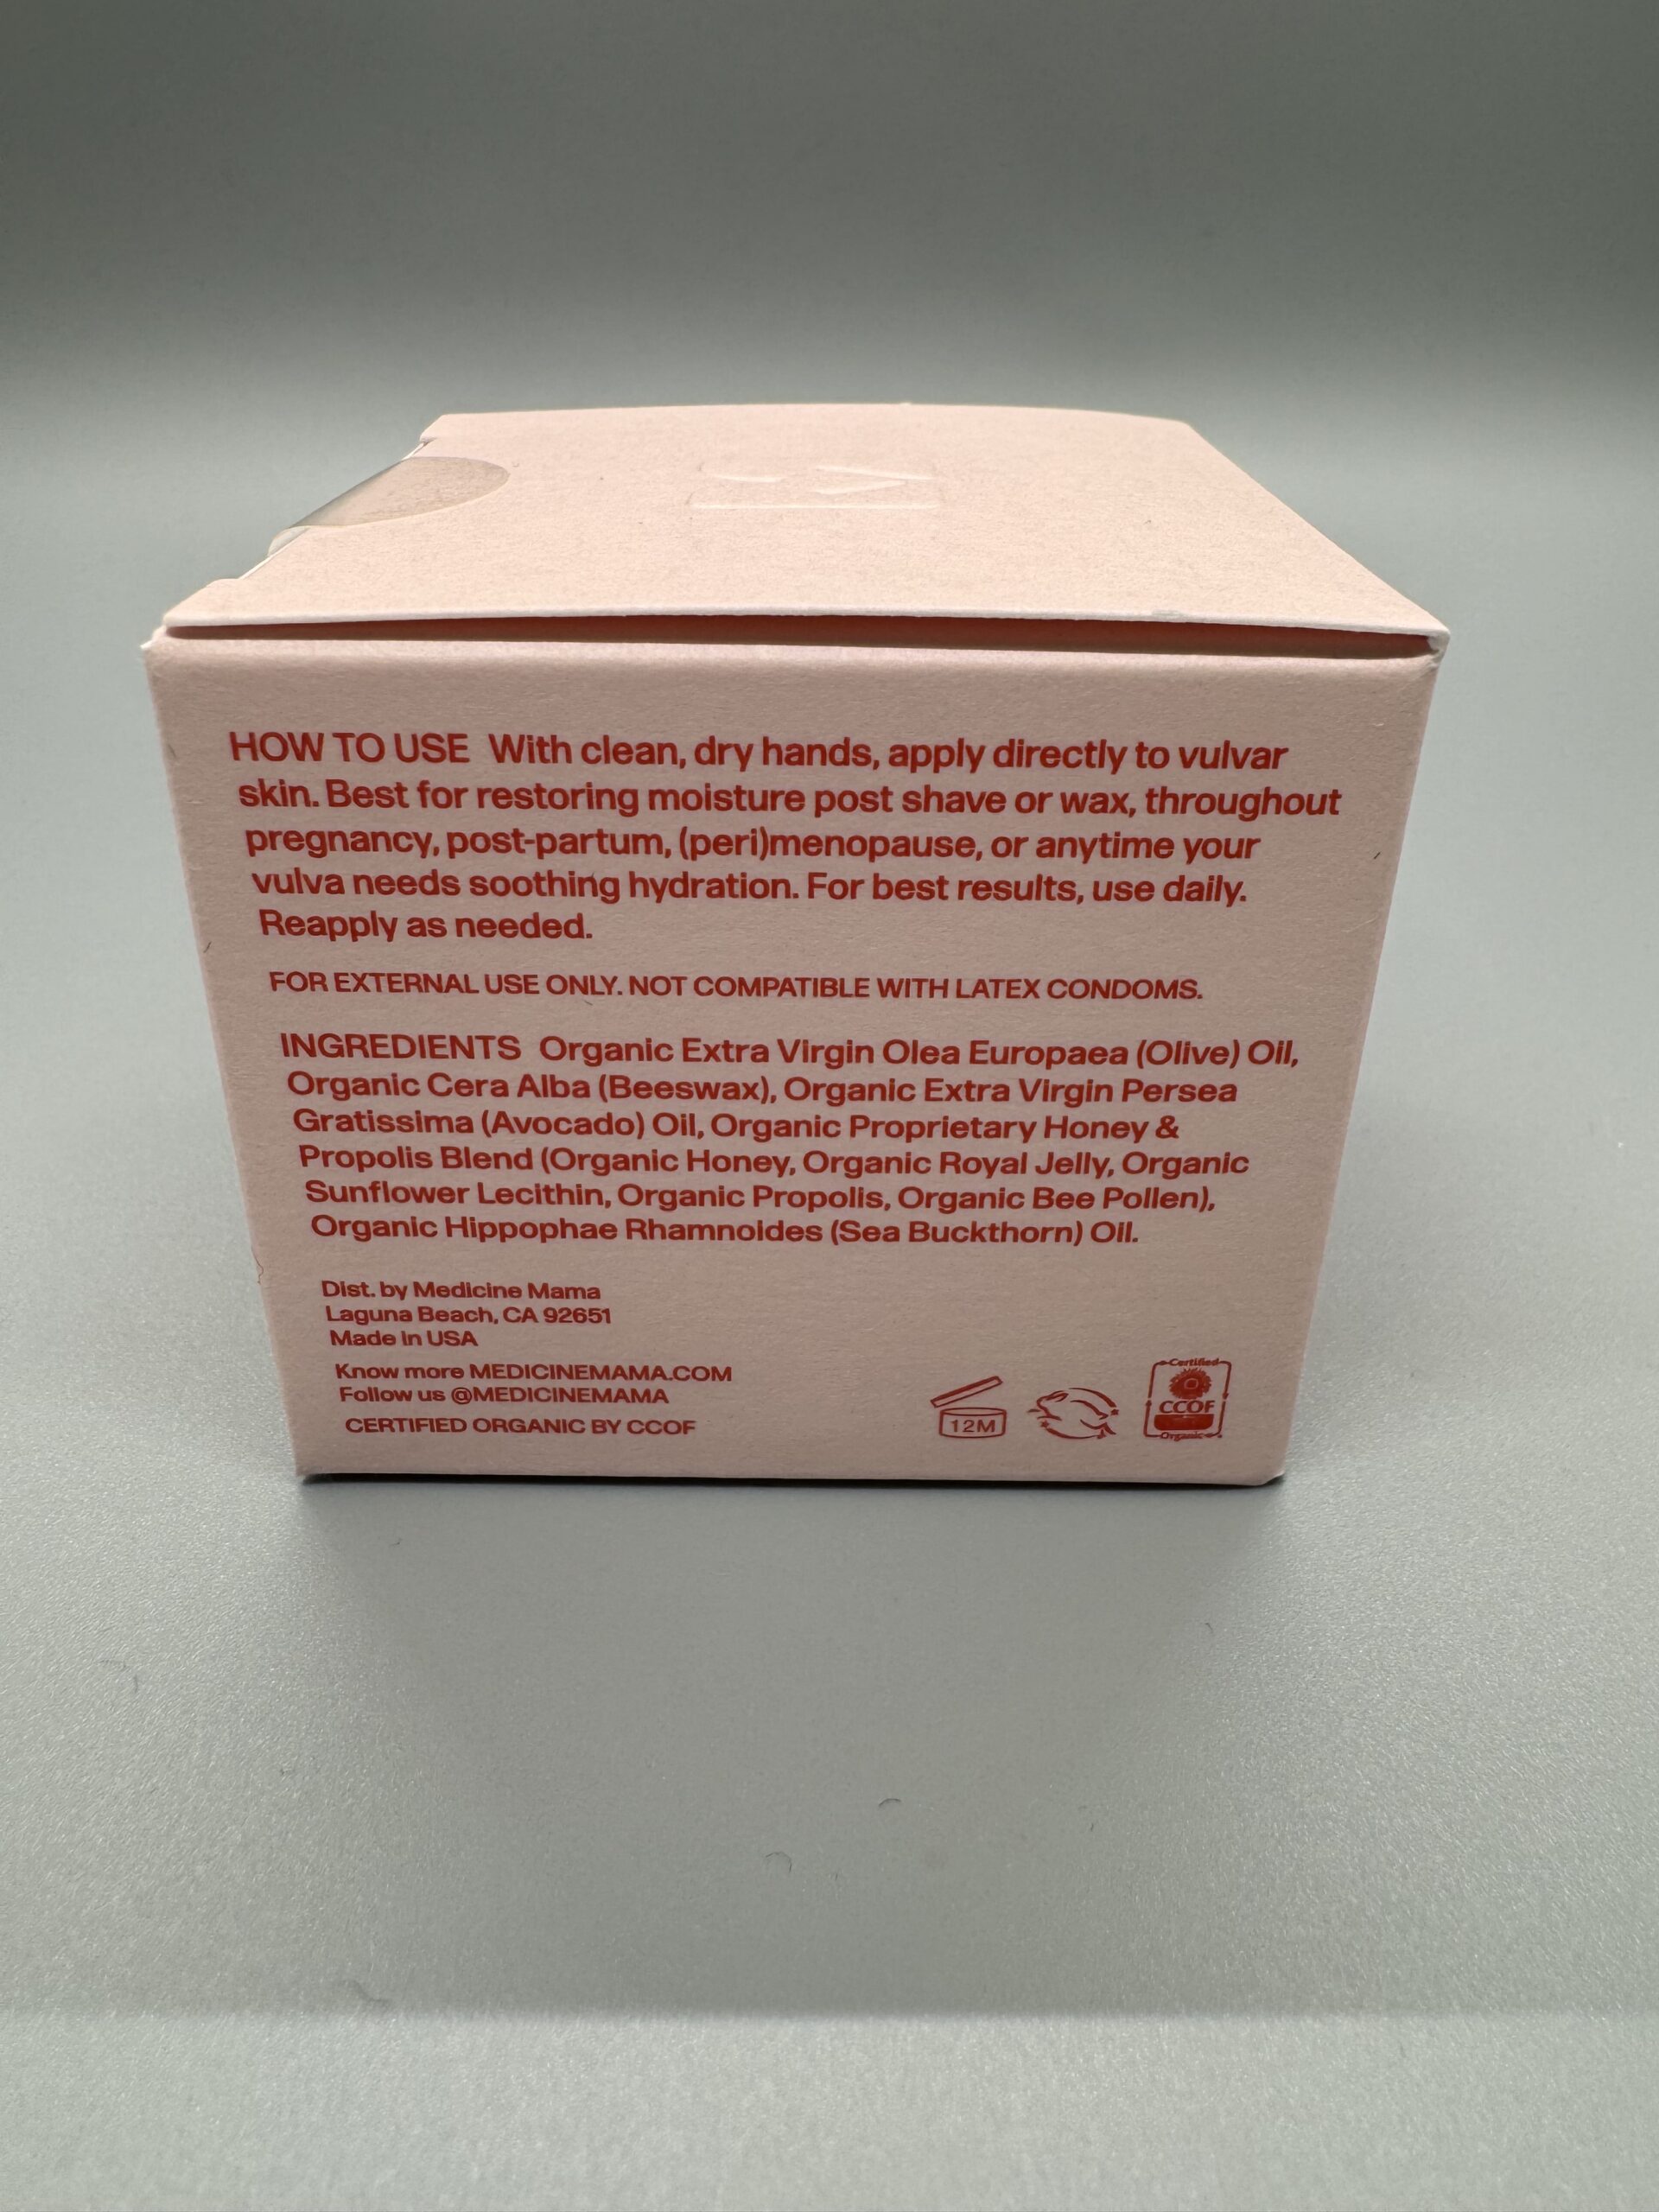 HOW TO USE With clean, dry hands, apply directly to vulvar
skin. Best for restoring moisture post shave or wax, throughout
pregnancy, post-partum, (peri)menopause, or anytime your
vulva needs soothing hydration. For best results, use daily.
Reapply as needed.
FOR EXTERNAL USE ONLY. NOT COMPATIBLE WITH LATEX CONDOMS.
INGREDIENTS Organic Extra Virgin Olea Europaea (Olive) Oil,
Organic Cera Alba (Beeswax), Organic Extra Virgin Persea
Gratissima (Avocado) Oil, Organic Proprietary Honey &
Propolis Blend (Organic Honey, Organic Royal Jelly, Organic
Sunflower Lecithin, Organic Propolis, Organic Bee Pollen),
Organic Hippophae Rhamnoides (Sea Buckthorn) Oil.
Dist. by Medicine Mama
Laguna Beach, CA 92651
Made in USA
Know more MEDICINEMAMA.COM
Follow us @MEDICINEMAMA
CERTIFIED ORGANIC BY CCOF
12M
Certified
CCOF
Organic